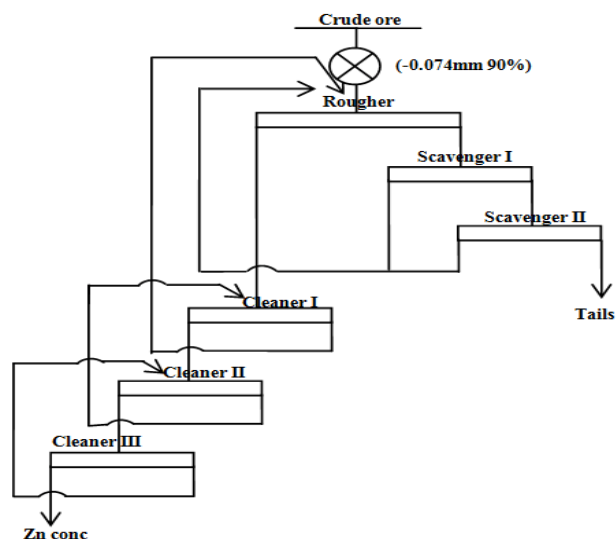 Crude ore
(-0.074mm 90%)
Rougher
Scavenger I
Scavenger II
Tails
Cleaner I
Cleaner II
Cleaner III
Zn conc